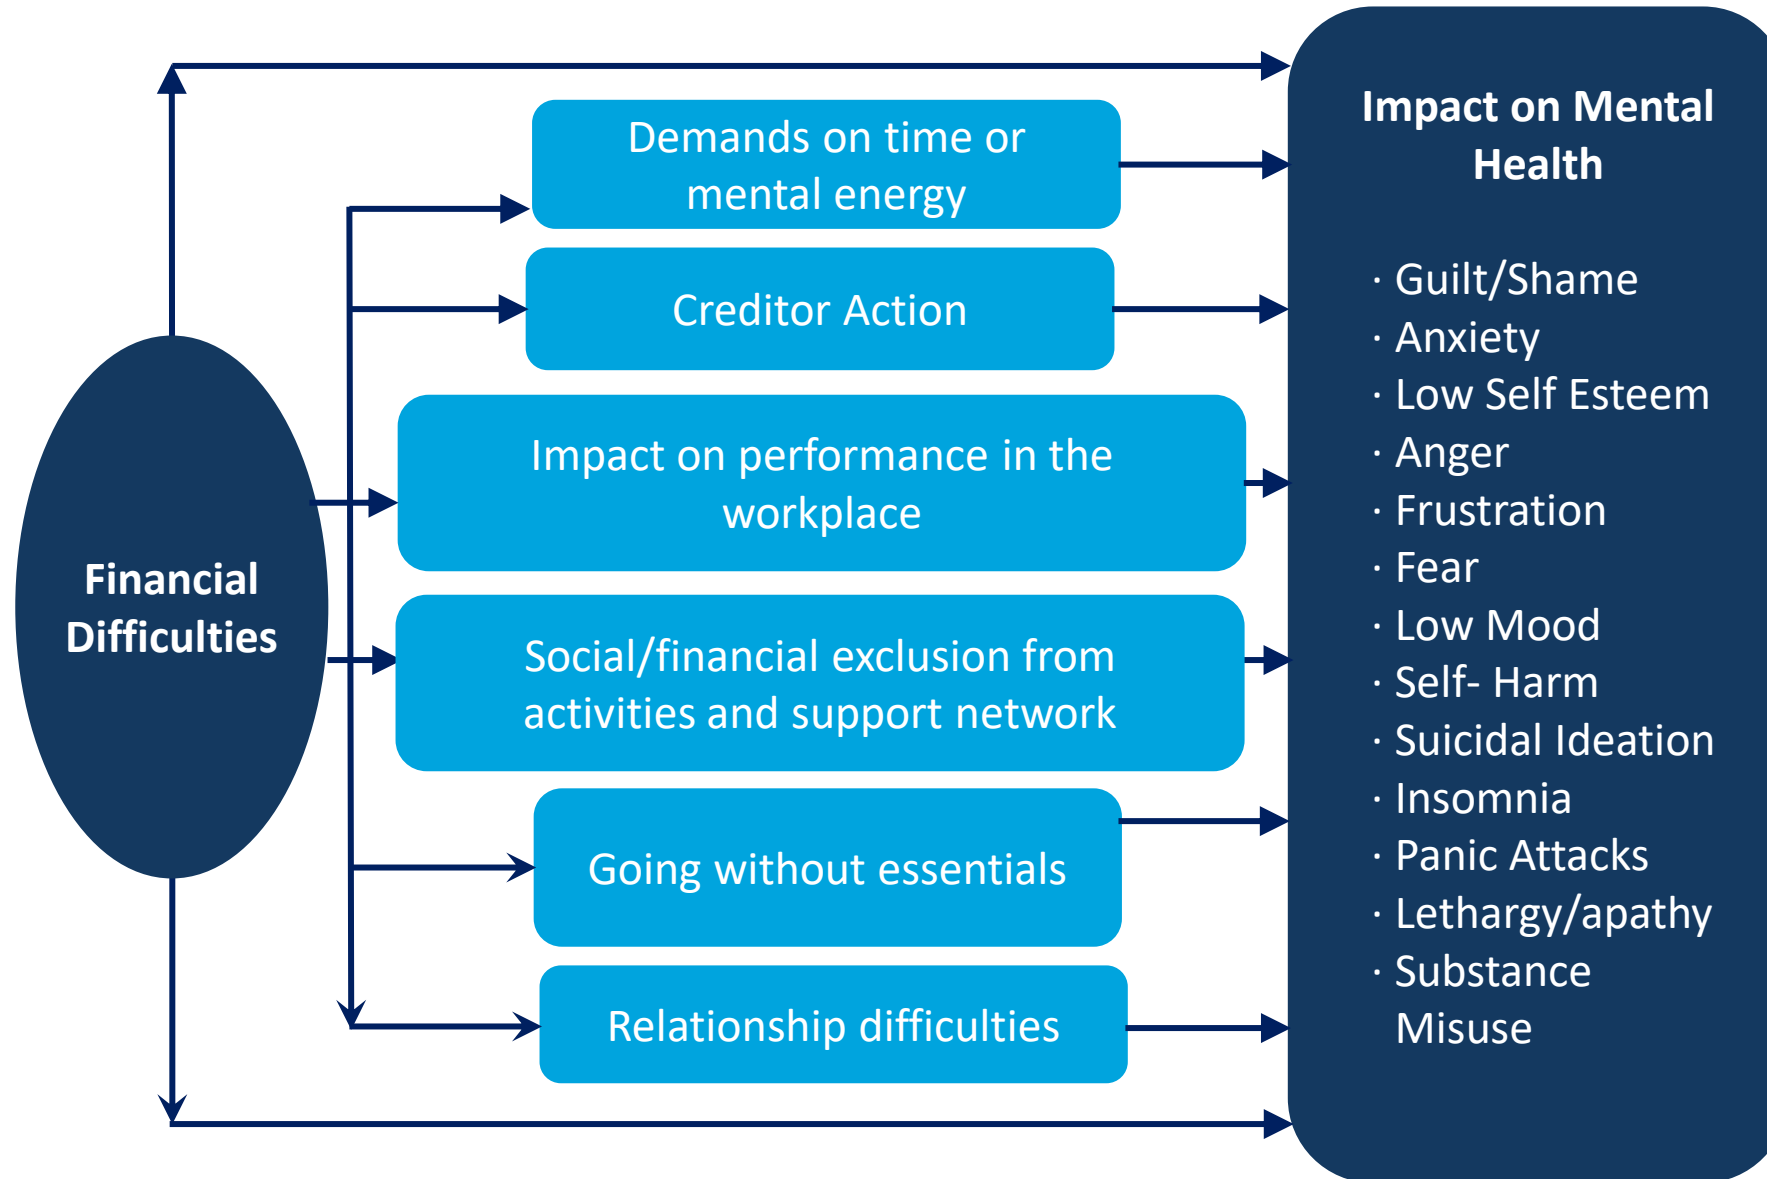 Financial
Difficulties
Demands on time or
mental energy
Creditor Action
Impact on performance in the
workplace
Social/financial exclusion from
activities and support network
Going without essentials
Relationship difficulties
Impact on Mental
Health
· Guilt/Shame
· Anxiety
· Low Self Esteem
· Anger
· Frustration
· Fear
· Low Mood
· Self- Harm
· Suicidal Ideation
· Insomnia
· Panic Attacks
· Lethargy/apathy
· Substance
Misuse